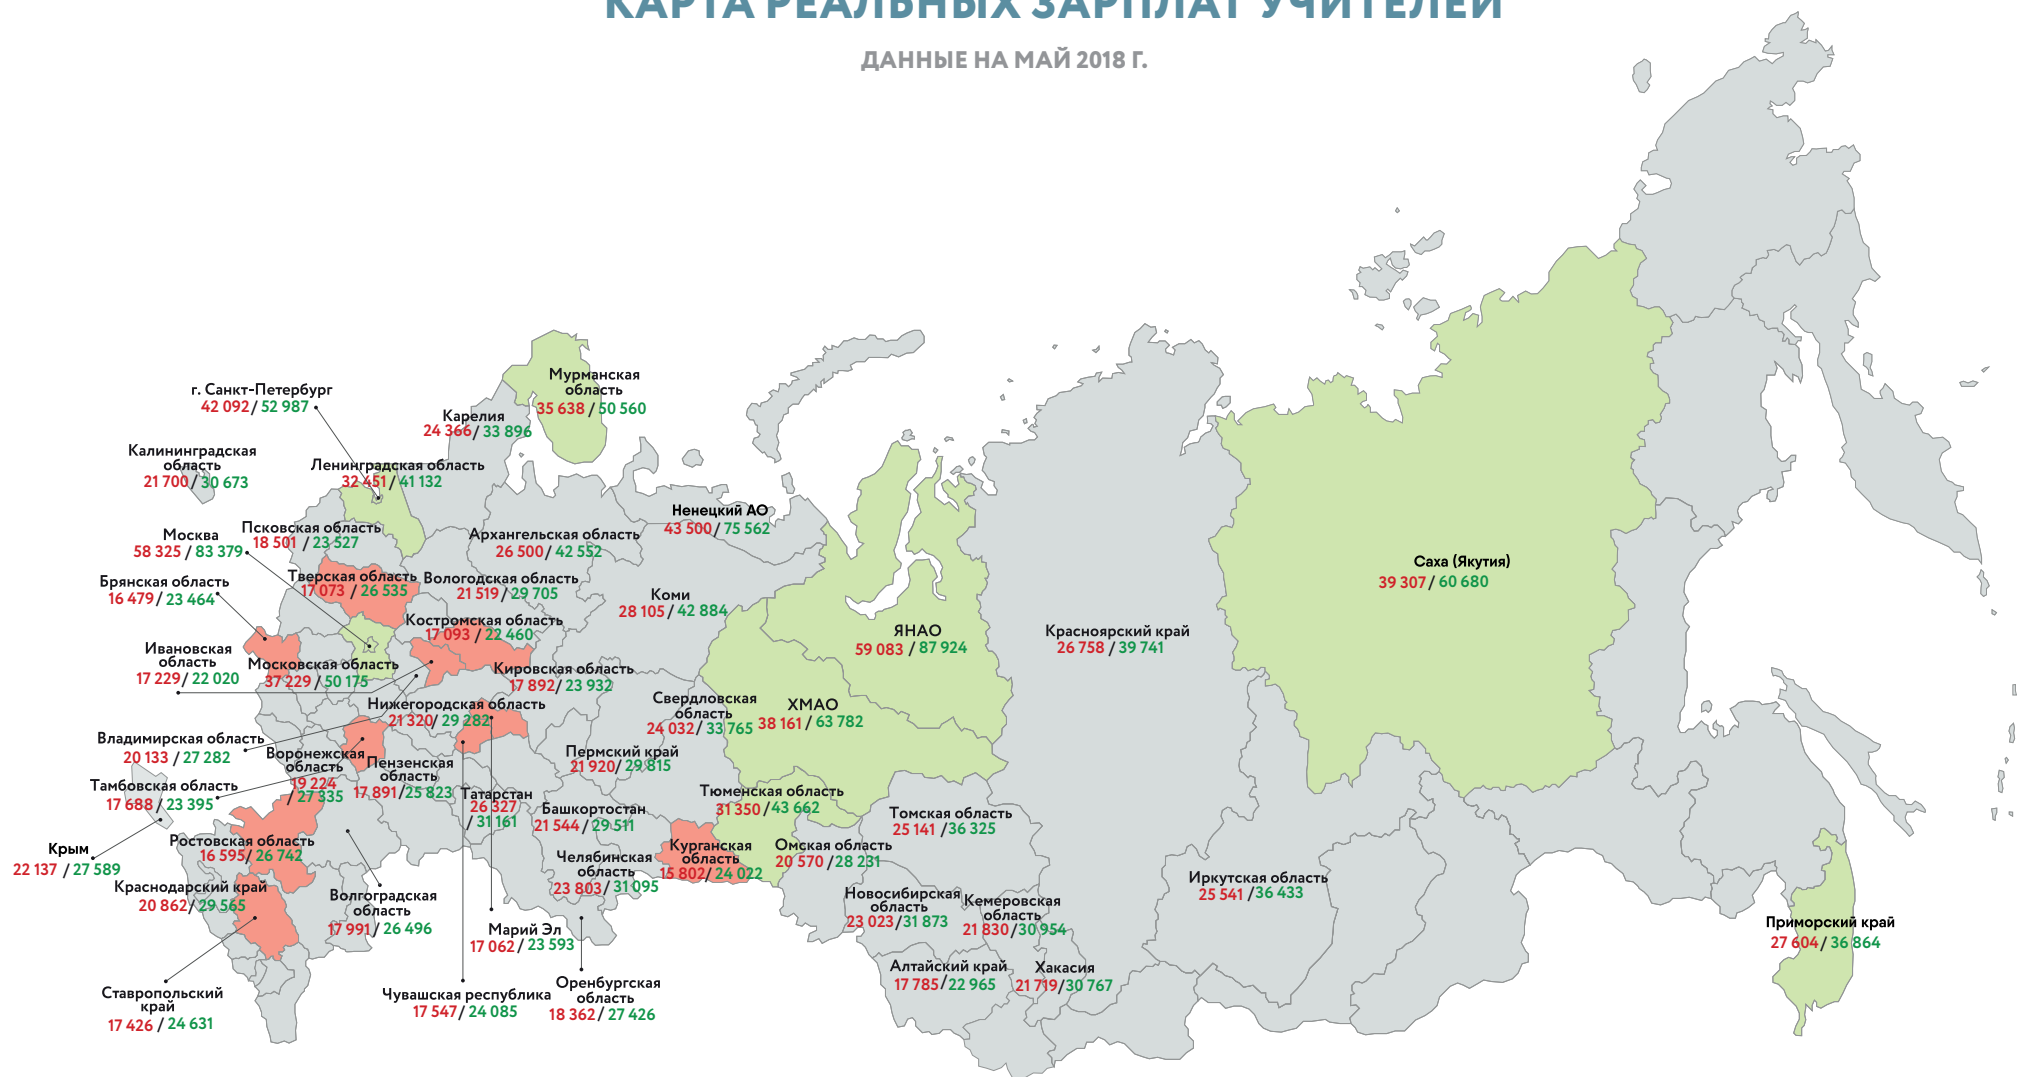 КАРТА РЕАЛЬНЫХ ЗАРПЛАТ УЧИТЕЛЕЙ
ДАННЫЕ НА МАЙ 2018 Г.
Мурманская
область
35 638 / 50 560
г. Санкт-Петербург
42 092/ 52 987
Карелия
24 366/ 33 896
Калининградская
область
21 700/ 30 673
Ленинградская область
32 451/ 41 132
Ненецкий АО
43 500/ 75 562
Псковская область
18 501 / 23 527
Москва
58 325 / 83 379
Архангельская область
26 500/ 42 552
Саха (Якутия)
39 307/ 60 680
Брянская область
16 479/ 23 464
Тверская область
17 073 / 26 535
Вологодская область
21 519/ 29 705
Коми
28 105/ 42 884
Костромская область
17 093 / 22 460
ЯНАО
59 083 / 87 924
Красноярский край
26 758 / 39 741
Ивановская
область
17 229/ 22 020
Московская область
37 229/ 50 175
Кировская область
17 892/ 23 932
Свердловская
область
24 032/ 33 765
ХМАО
38 161 / 63 782
Нижегородская область
21 320/ 29 282
Владимирская область
20 133 / 27 282
Воронежская
область
19 224
/ 27 335
Пензенская
область
17 891/25 823
Пермский край
21 920/ 29 815
Тамбовская область
17 688/ 23 395
Татарстан
26 327
/ 31 161
Башкортостан
21 544/ 29 511
Тюменская область
31 350/43 662
Томская область
25 141 /36 325
Крым
22 137 / 27 589
Ростовская область
16 595/ 26 742
Челябинская
область
23 803/ 31 095
Курганская
область
15 802/ 24 022
Омская область
20 570/28 231
Краснодарский край
20 862/ 29 565
Волгоградская
область
17 991/ 26 496
Новосибирская
область
23 023/31 873
Кемеровская
область
21 830/30 954
Иркутская область
25 541 /36 433
Приморский край
27 604/ 36 864
Марий Эл
17 062/ 23 593
Алтайский край
17 785/22 965
Хакасия
21 719/30 767
Ставропольский
край
17 426/ 24 631
Чувашская республика
17 547/ 24 085
Оренбургская
область
18 362/ 27 426